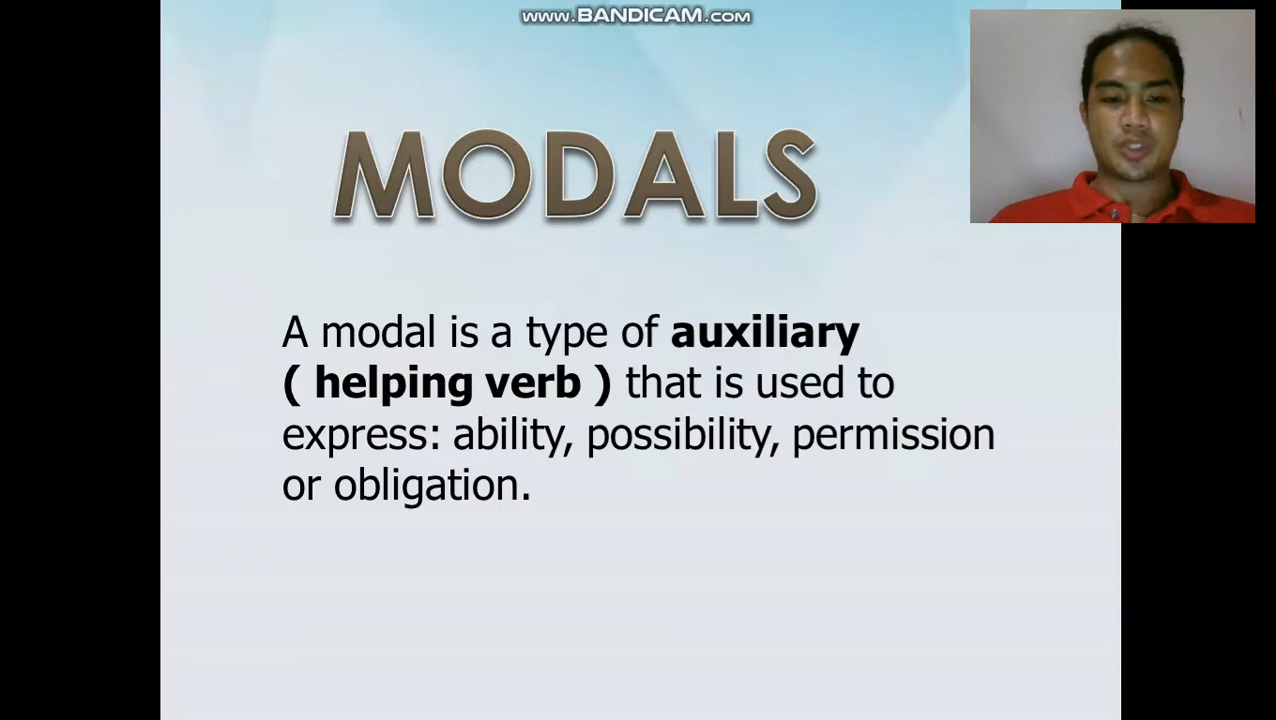 www.BANDICAM.com
MODALS
A modal is a type of auxiliary
( helping verb ) that is used to
express: ability, possibility, permission
or obligation.